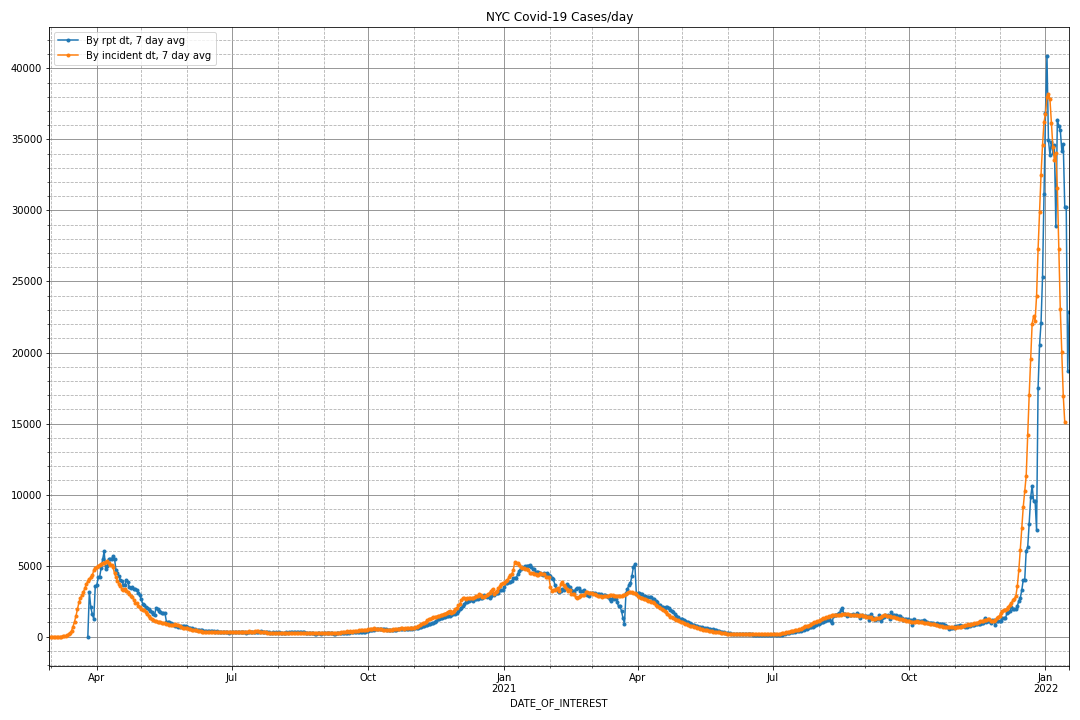 NYC Covid-19 Cases/day
By rpt dt, 7 day avg
By incident dt, 7 day avg
40000
35000
30000
25000
20000
15000
10000
5000
0
Apr Jul Oct Jan Apr Jul Oct Jan
2021 2022
DATE_OF_INTEREST